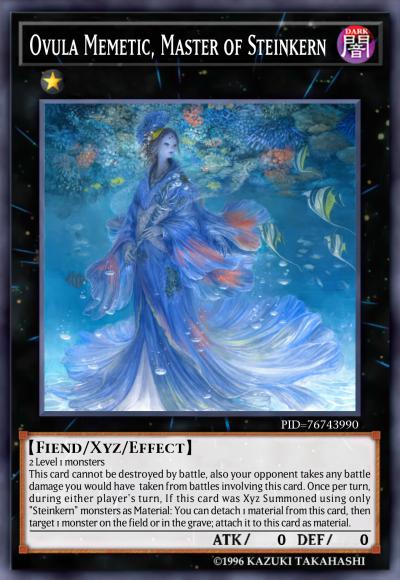 Ovula Memetic, Master of Steinkern
DARK
闇
PID=76743990
[Fiend/Xyz/Effect]
2 Level 1 monsters
This card cannot be destroyed by battle, also your opponent takes any battle
damage you would have taken from battles involving this card. Once per turn,
during either player's turn, If this card was Xyz Summoned using only
"Steinkern" monsters as Material: You can detach 1 material from this card, then
target 1 monster on the field or in the grave; attach it to this card as material.
ATK/ 0 DEF/ 0
©1996 KAZUKI TAKAHASHI